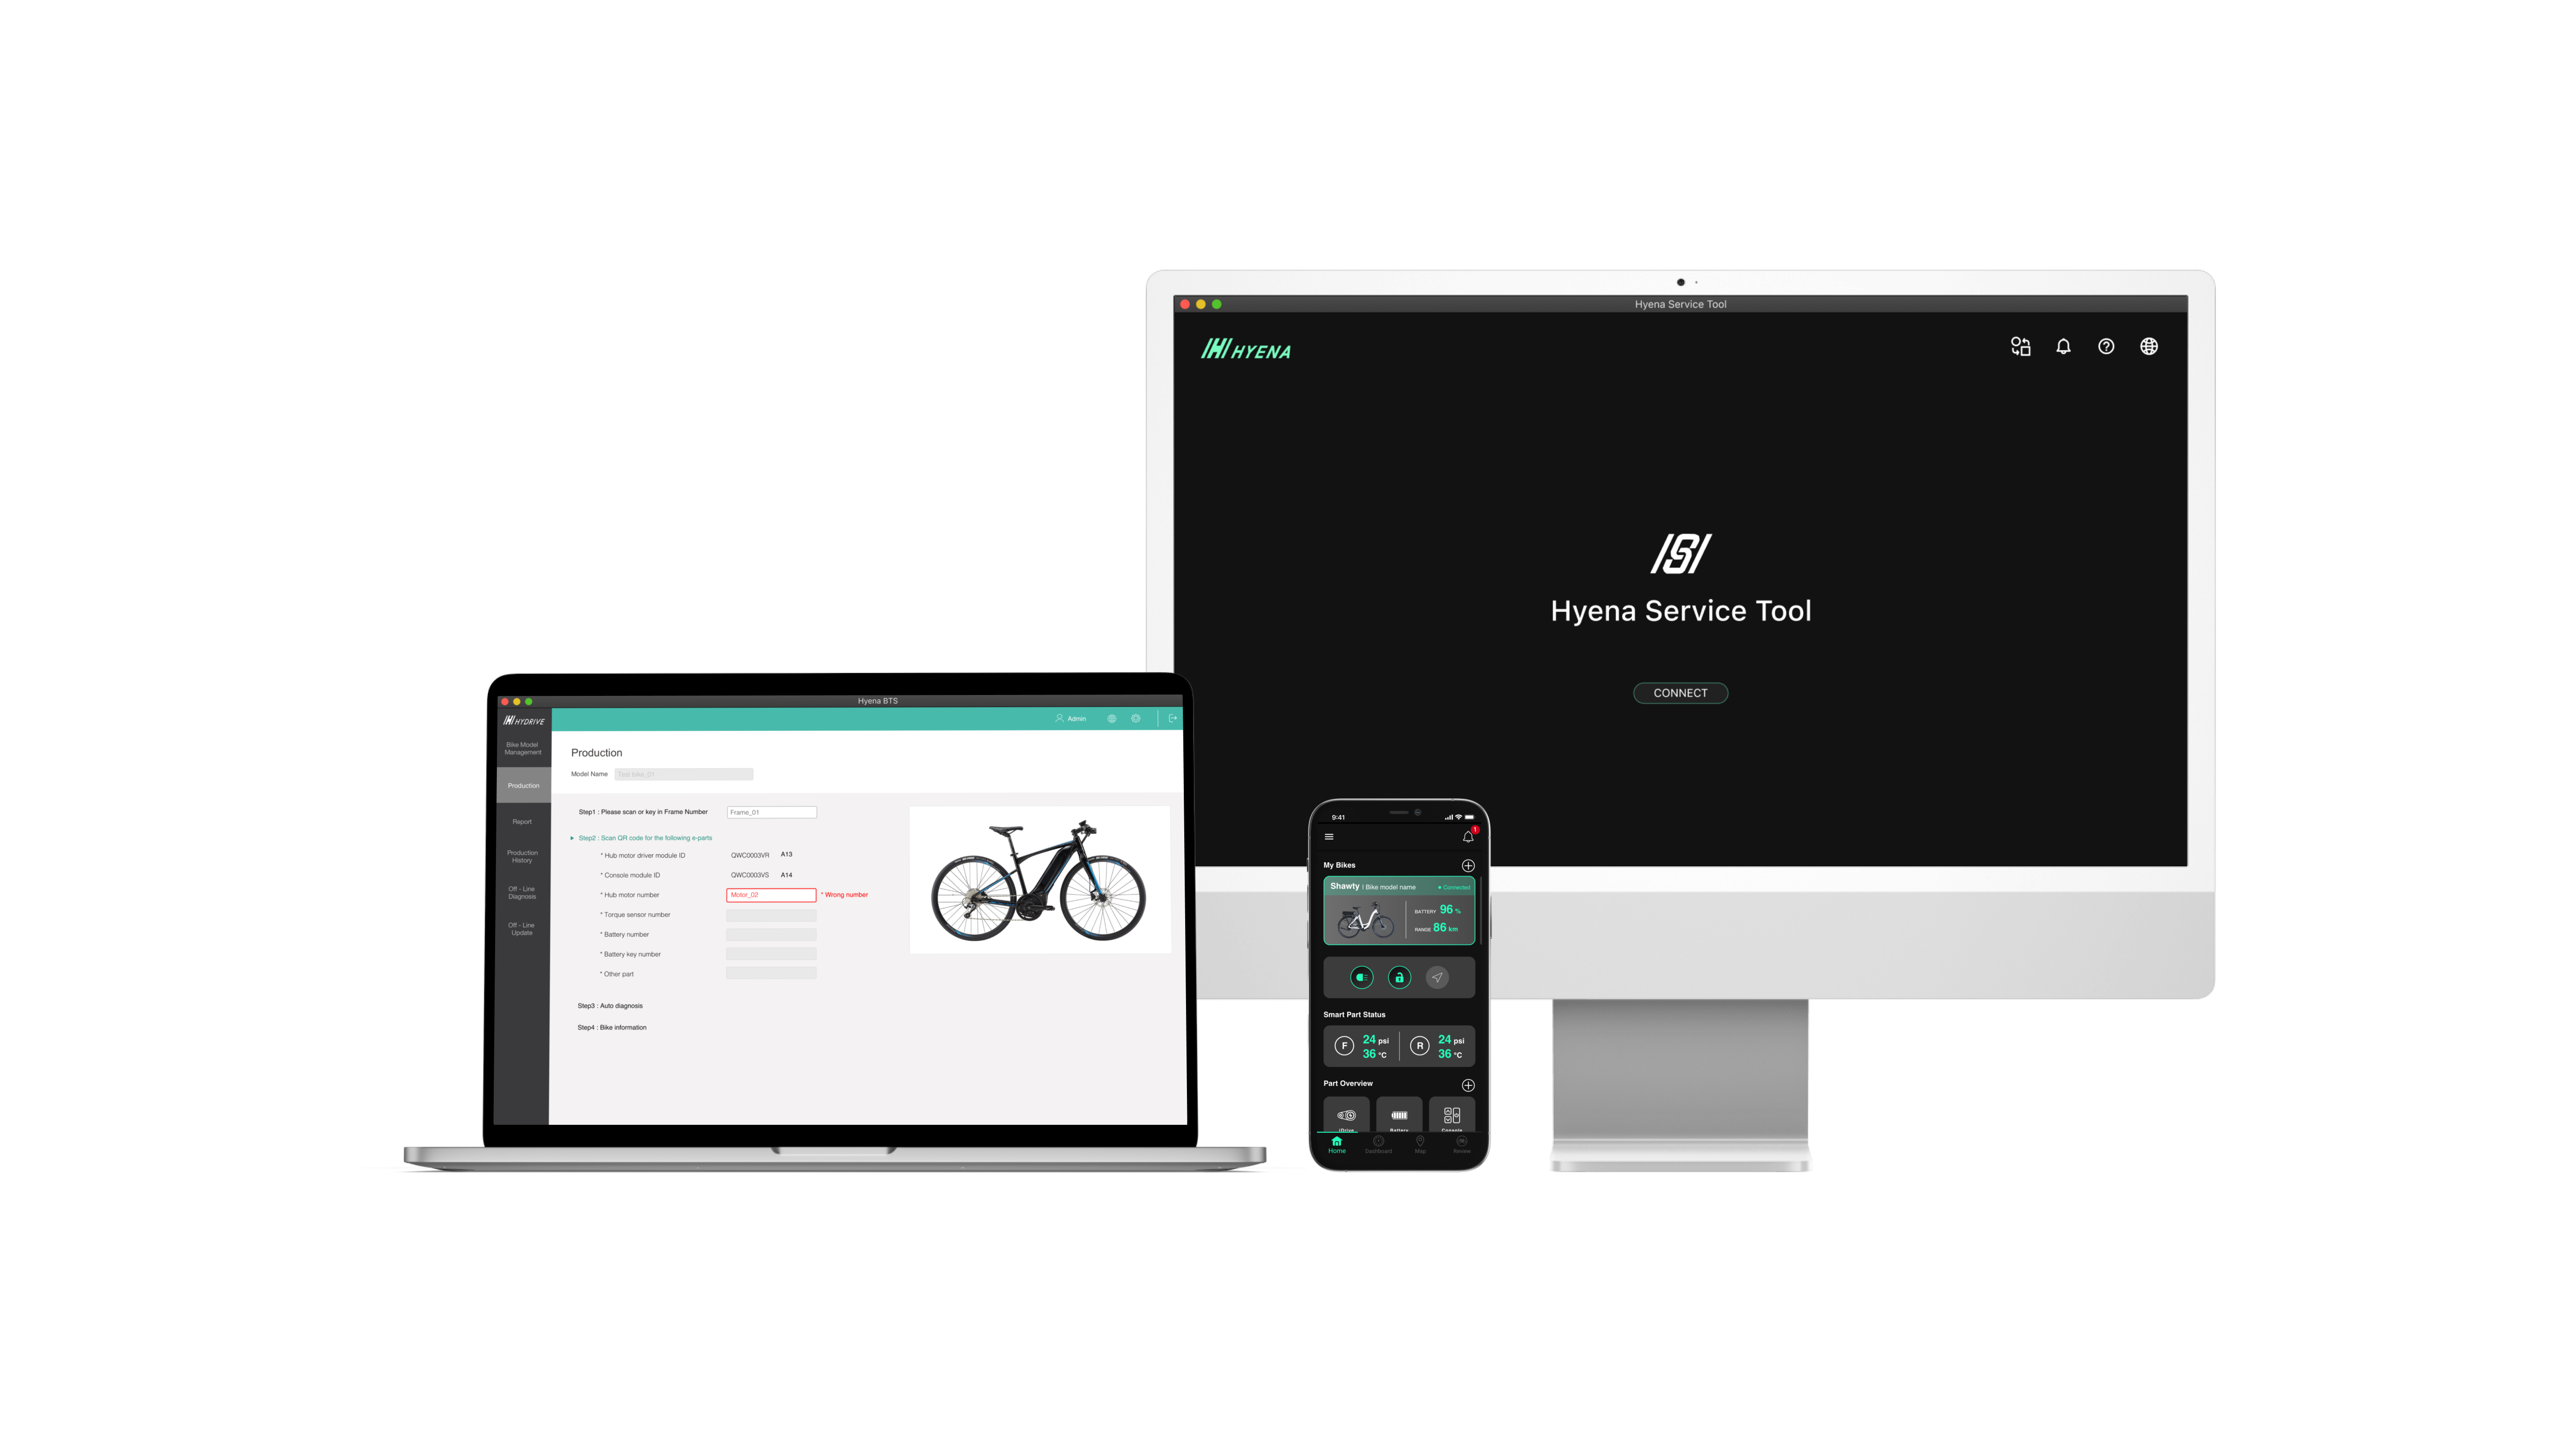 Hyena Service Tool
HYENA
Hyena Service Tool
CONNECT
Hyena BTS
HYDRIVE
Admin
Bike Model
Management
Production
Report
Production
History
Off - Line
Diagnosis
Off - Line
Update
Production
Model Name
Test bike_01
Step1 : Please scan or key in Frame Number
Frame_01
Step2 : Scan QR code for the following e-parts
* Hub motor driver module ID QWC0003VR A13
* Console module ID QWC0003VS A14
* Hub motor number Motor_02 * Wrong number
* Torque sensor number
* Battery number
* Battery key number
* Other part
Step3 : Auto diagnosis
Step4 : Bike information
9:41
1
My Bikes
Shawty | Bike model name Connected
BATTERY 96 %
RANGE 86 km
Smart Part Status
F 24 psi R 24 psi
36 °C 36 °C
Part Overview
Battery Console
Home Dashboard Map Review